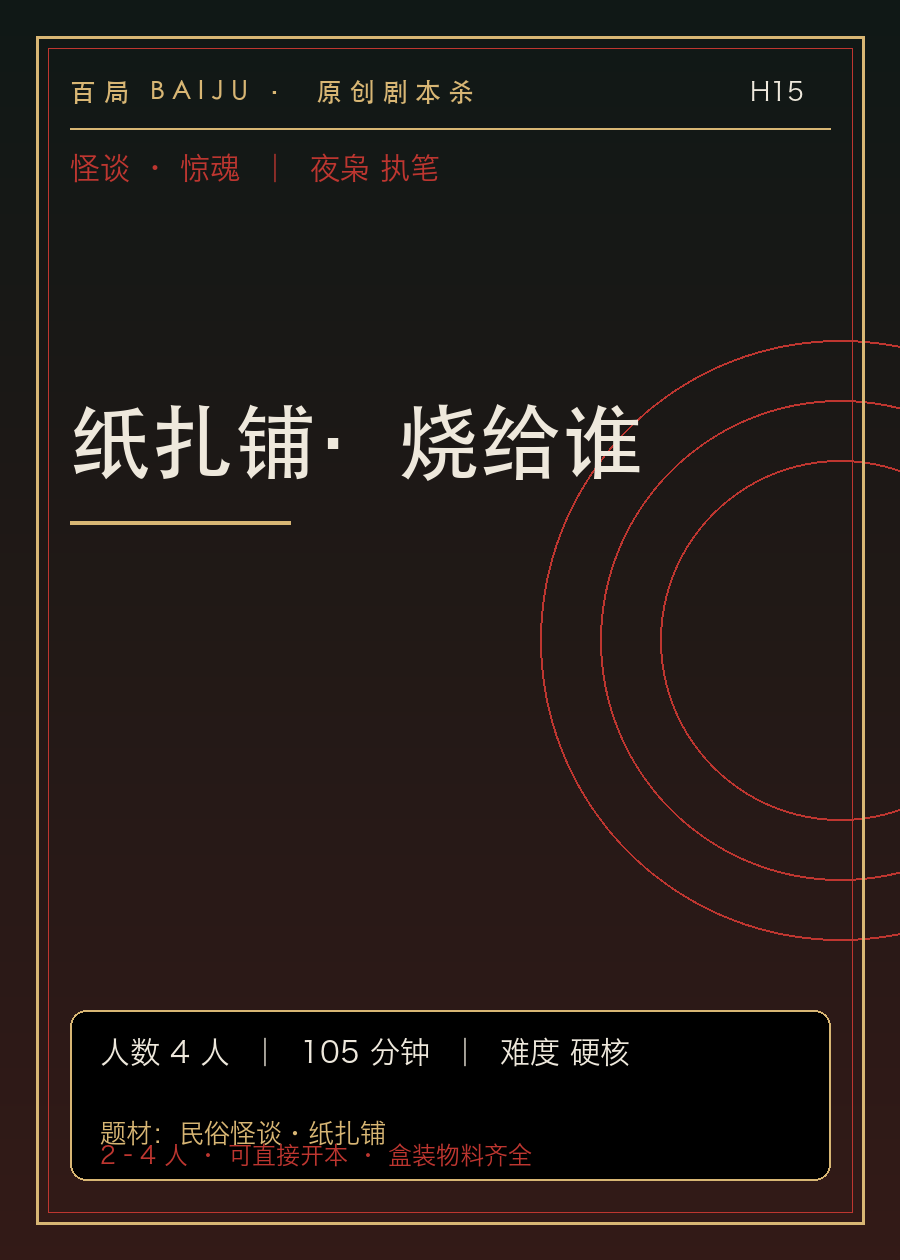 百局 BAIJU · 原创剧本杀 H15
怪谈 · 惊魂 | 夜枭 执笔
纸扎铺· 烧给谁
人数 4 人 | 105 分钟 | 难度 硬核
题材: 民俗怪谈·纸扎铺
2-4 人 · 可直接开本 · 盒装物料齐全